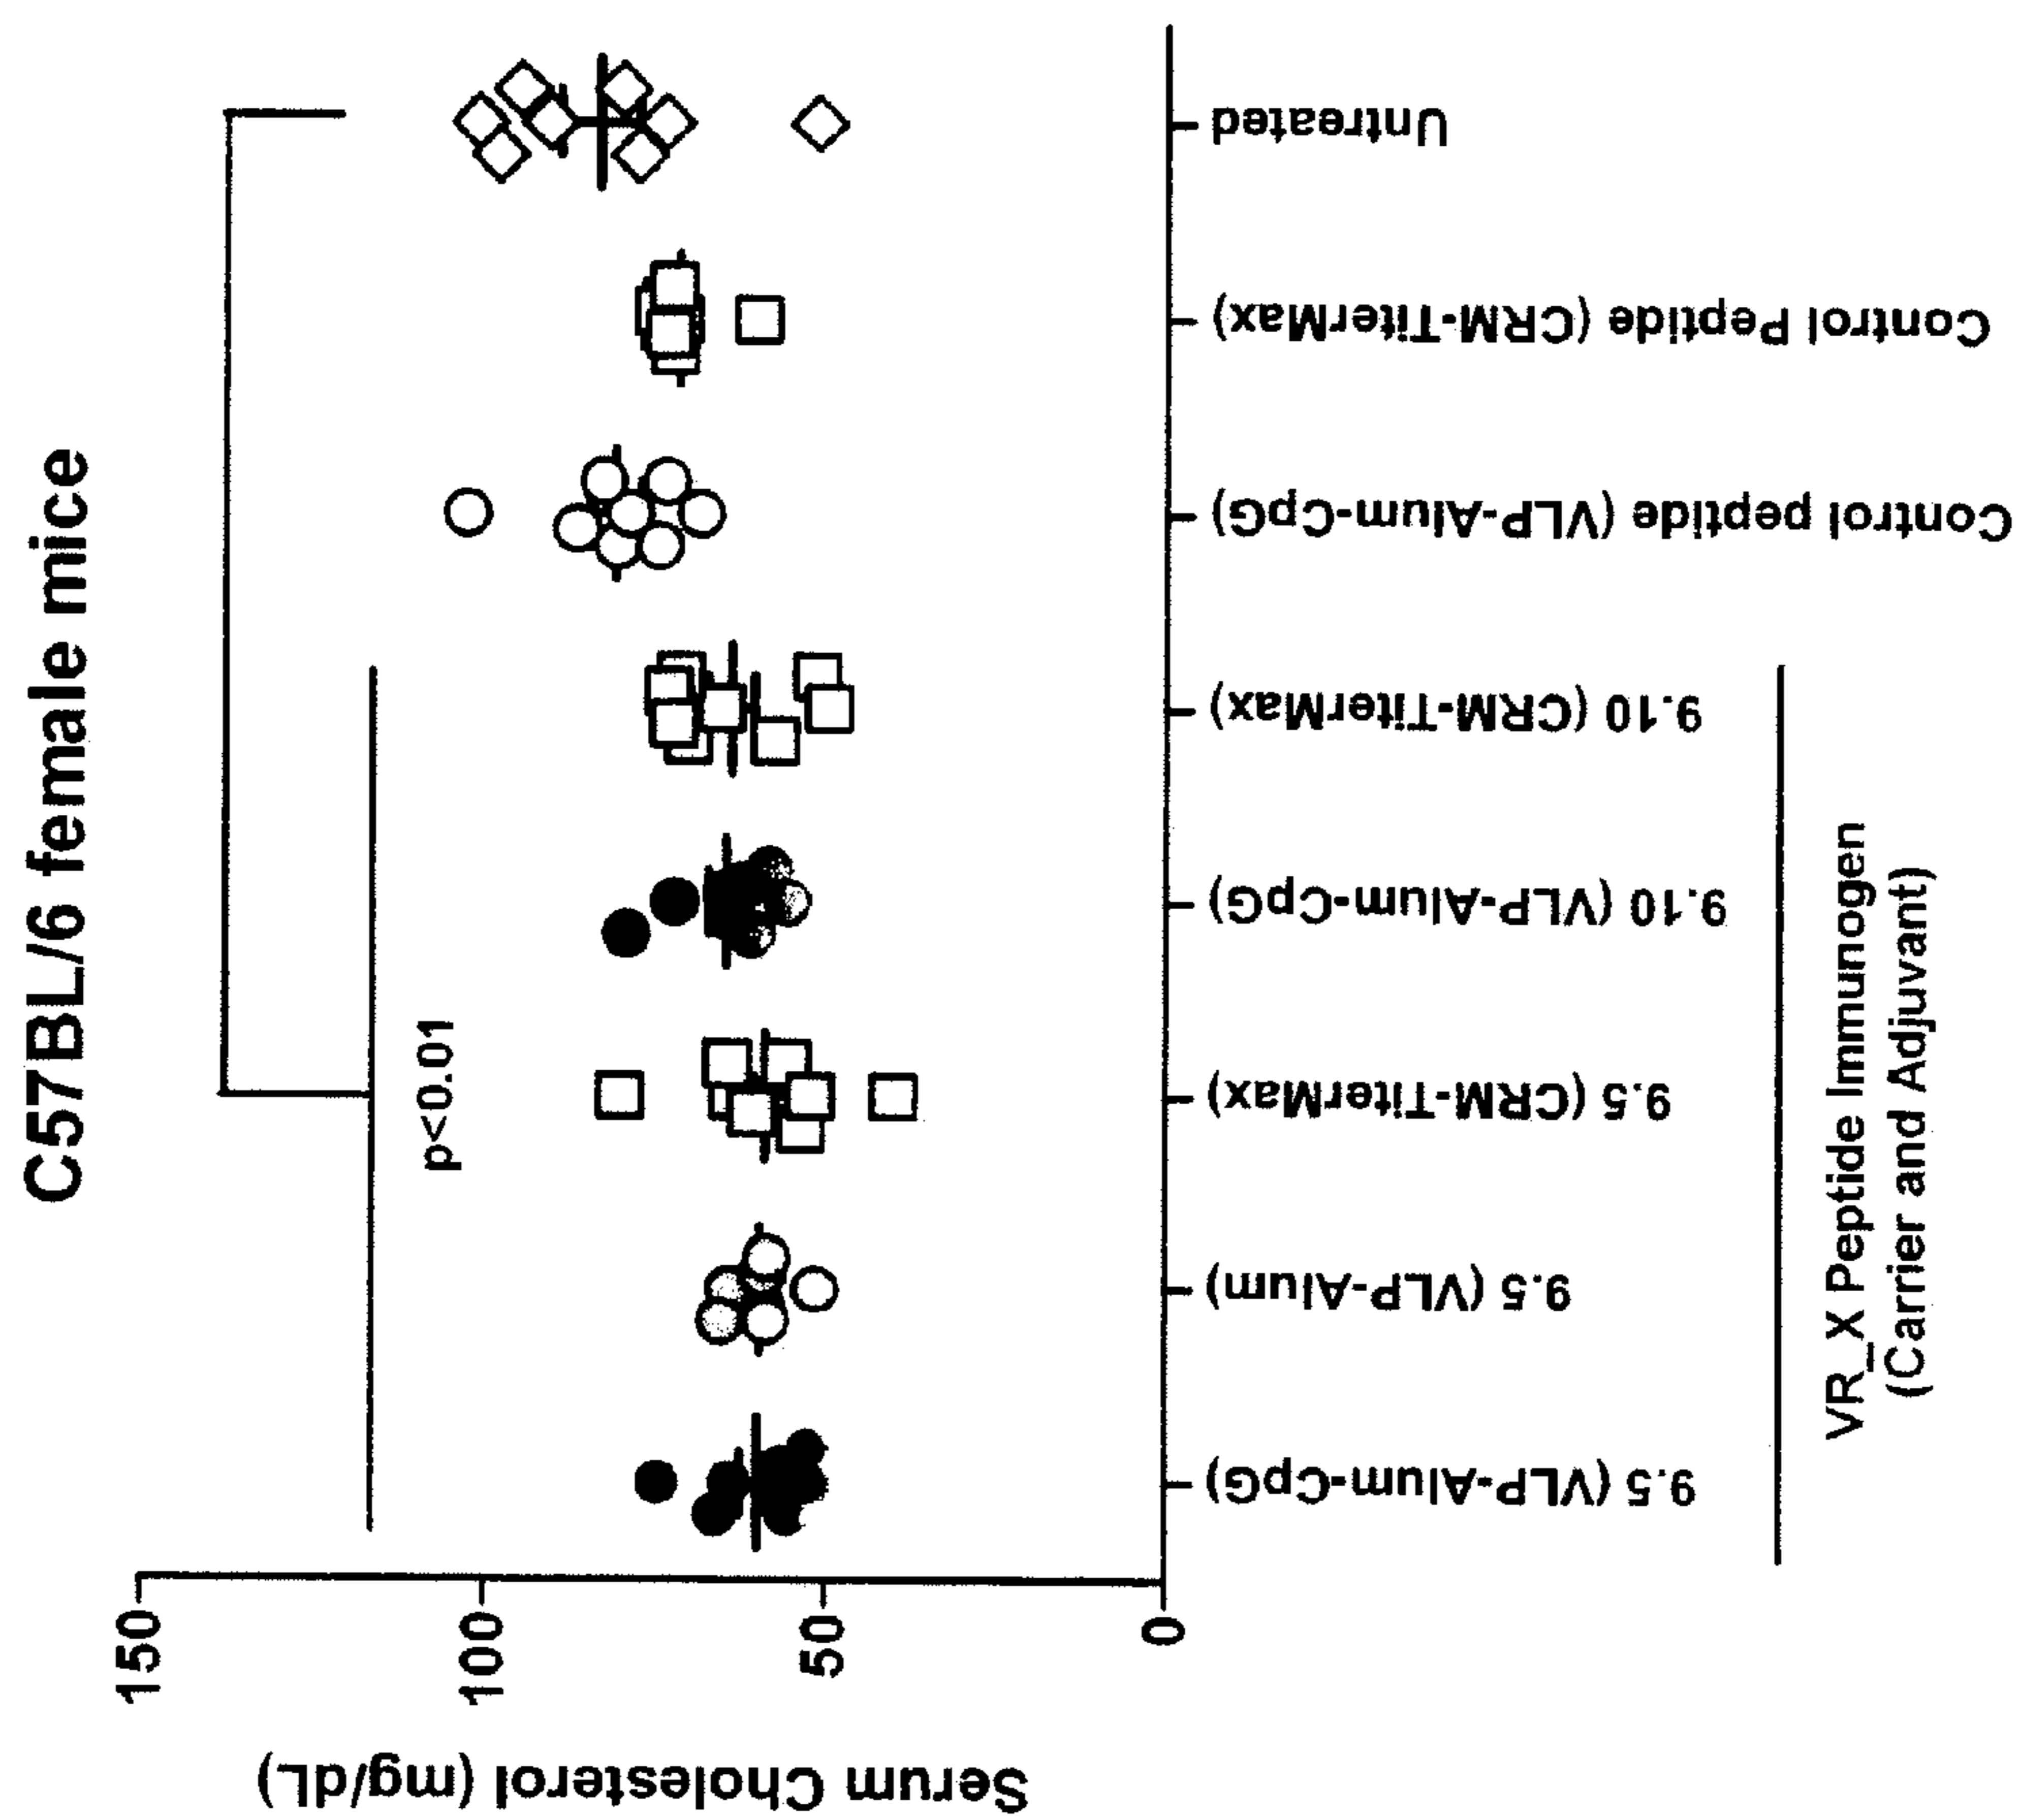 C57BL/6 female mice
p<0.01
Serum Cholesterol (mg/dL)
150
100
50
0
9.5 (VLP-Alum-CpG)
9.5 (VLP-Alum)
9.5 (CRM-TiterMax)
9.10 (VLP-Alum-CpG)
9.10 (CRM-TiterMax)
Control peptide (VLP-Alum-CpG)
Control Peptide (CRM-TiterMax)
Untreated
VR_X Peptide Immunogen
(Carrier and Adjuvant)